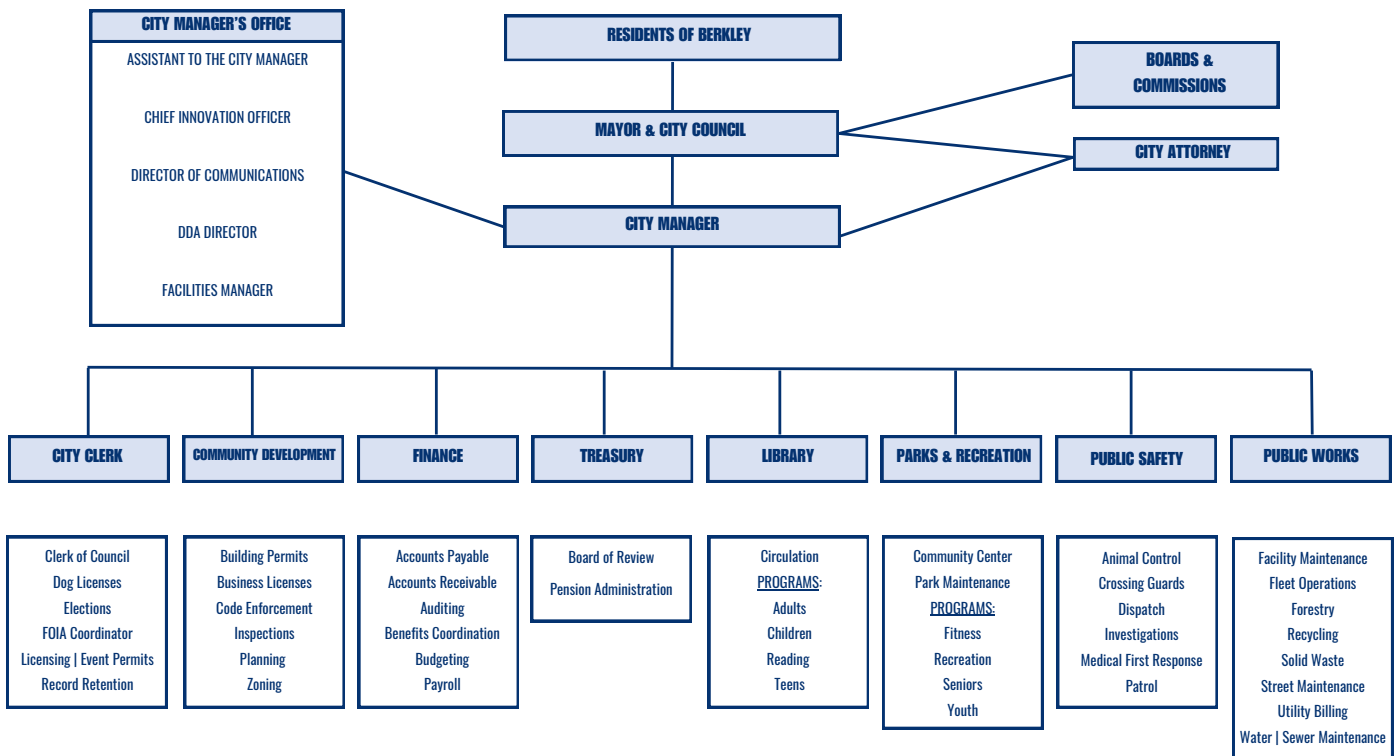 CITY MANAGER'S OFFICE
ASSISTANT TO THE CITY MANAGER
CHIEF INNOVATION OFFICER
DIRECTOR OF COMMUNICATIONS
DDA DIRECTOR
FACILITIES MANAGER
RESIDENTS OF BERKLEY
MAYOR & CITY COUNCIL
CITY MANAGER
BOARDS &
COMMISSIONS
CITY ATTORNEY
CITY CLERK
Clerk of Council
Dog Licenses
Elections
FOIA Coordinator
Licensing | Event Permits
Record Retention
COMMUNITY DEVELOPMENT
Building Permits
Business Licenses
Code Enforcement
Inspections
Planning
Zoning
FINANCE
Accounts Payable
Accounts Receivable
Auditing
Benefits Coordination
Budgeting
Payroll
TREASURY
Board of Review
Pension Administration
LIBRARY
Circulation
PROGRAMS:
Adults
Children
Reading
Teens
PARKS & RECREATION
Community Center
Park Maintenance
PROGRAMS:
Fitness
Recreation
Seniors
Youth
PUBLIC SAFETY
Animal Control
Crossing Guards
Dispatch
Investigations
Medical First Response
Patrol
PUBLIC WORKS
Facility Maintenance
Fleet Operations
Forestry
Recycling
Solid Waste
Street Maintenance
Utility Billing
Water | Sewer Maintenance